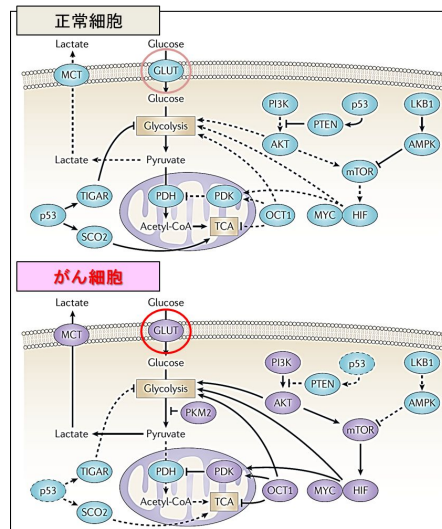 正常細胞
Lactate
Glucose
MCT
GLUT
Glucose
PI3K
p53
LKB1
Glycolysis
AKT
PTEN
AMPK
Lactate
Pyruvate
mTOR
TIGAR
PDH
PDK
p53
OCT1
MYC
HIF
SCO2
Acetyl-CoA
TCA
がん細胞
Lactate
Glucose
MCT
GLUT
Glucose
PI3K
p53
LKB1
Glycolysis
PTEN
AKT
AMPK
PKM2
Lactate
Pyruvate
mTOR
TIGAR
PDH
PDK
p53
OCT1
MYC
HIF
SCO2
Acetyl-CoA
TCA